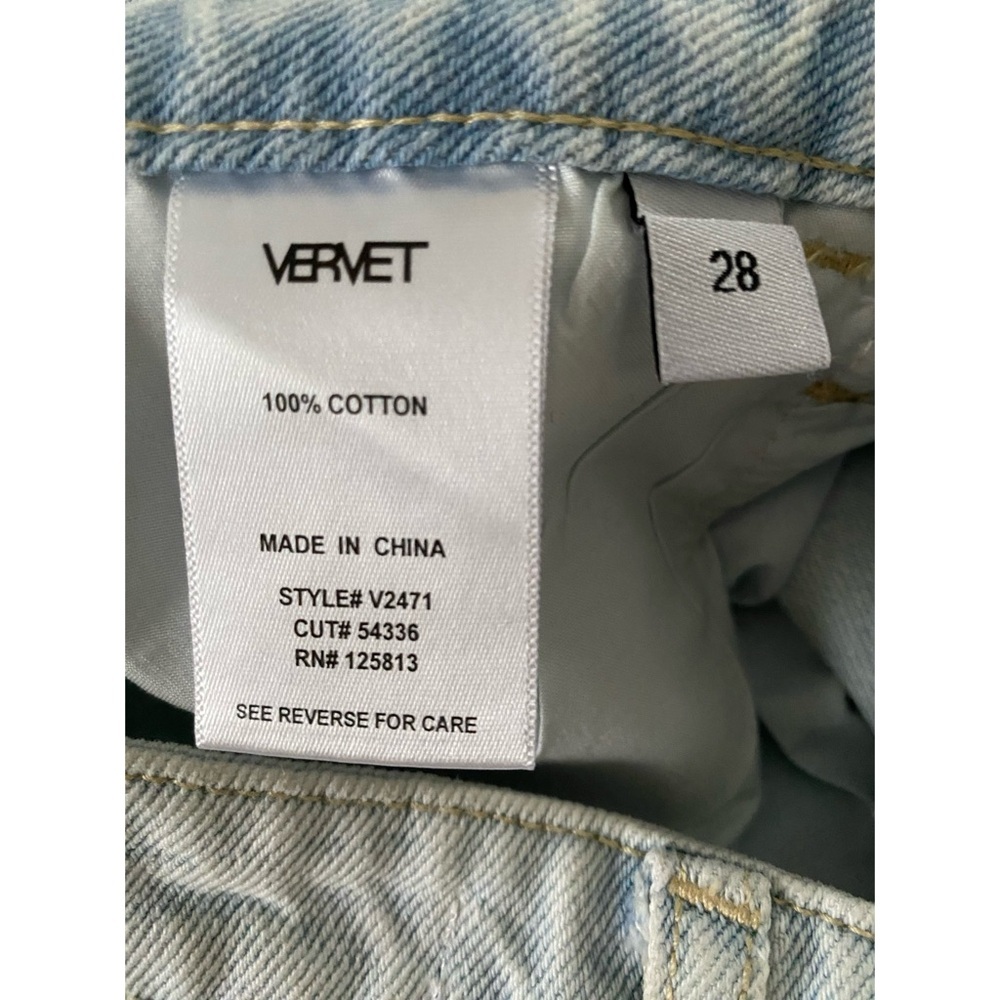 VERVET
28
100% COTTON
MADE IN CHINA
STYLE# V2471
CUT# 54336
RN# 125813
SEE REVERSE FOR CARE